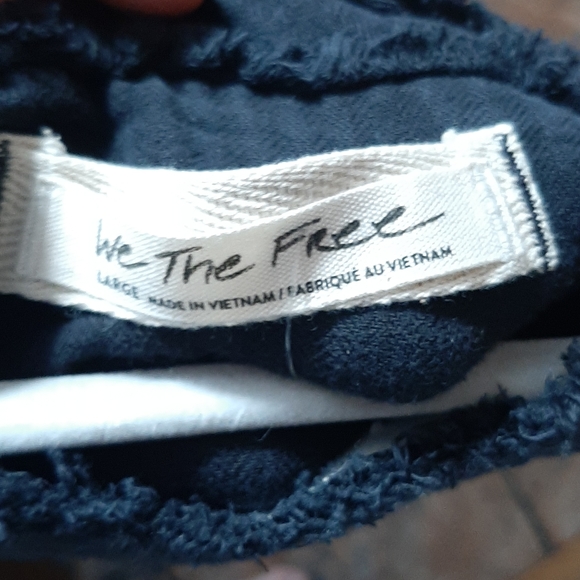 We The Free
LARGE MADE IN VIETNAM / FABRIQUÉ AU VIETNAM